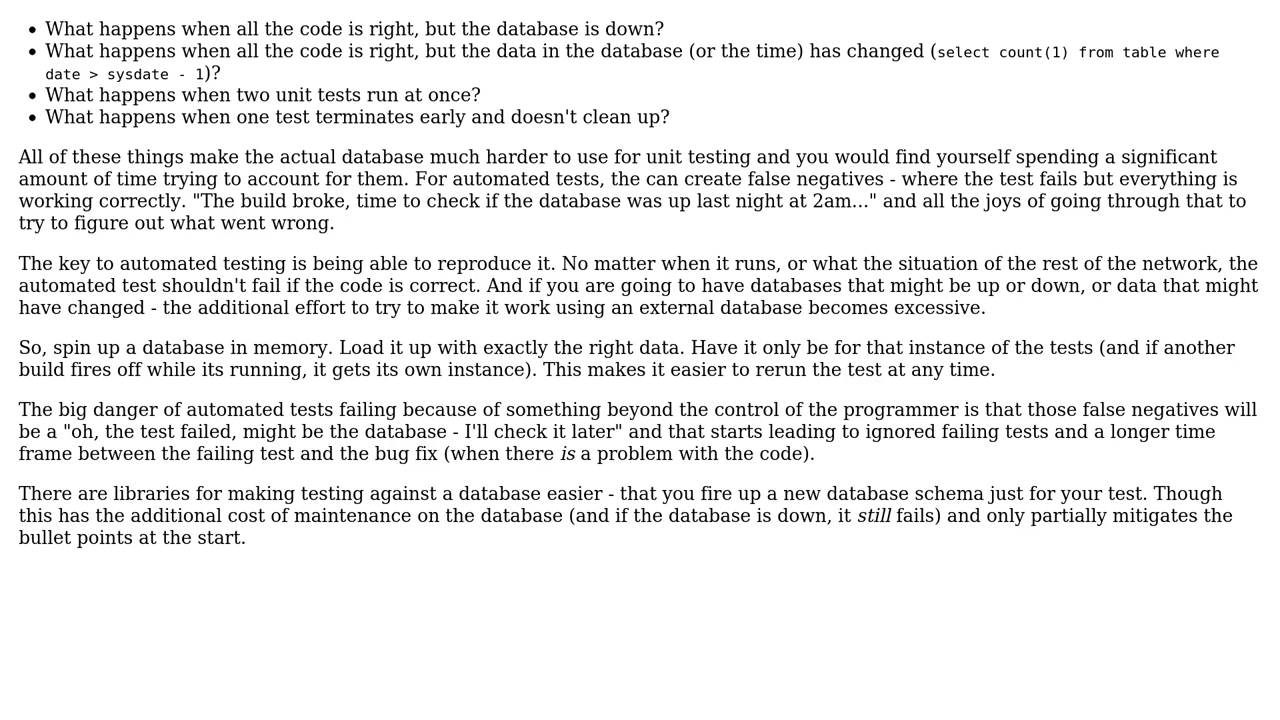 What happens when all the code is right, but the database is down?
What happens when all the code is right, but the data in the database (or the time) has changed (select count(1) from table where
date > sysdate - 1)?
What happens when two unit tests run at once?
What happens when one test terminates early and doesn't clean up?
All of these things make the actual database much harder to use for unit testing and you would find yourself spending a significant
amount of time trying to account for them. For automated tests, the can create false negatives - where the test fails but everything is
working correctly. "The build broke, time to check if the database was up last night at 2am..." and all the joys of going through that to
try to figure out what went wrong.
The key to automated testing is being able to reproduce it. No matter when it runs, or what the situation of the rest of the network, the
automated test shouldn't fail if the code is correct. And if you are going to have databases that might be up or down, or data that might
have changed - the additional effort to try to make it work using an external database becomes excessive.
So, spin up a database in memory. Load it up with exactly the right data. Have it only be for that instance of the tests (and if another
build fires off while its running, it gets its own instance). This makes it easier to rerun the test at any time.
The big danger of automated tests failing because of something beyond the control of the programmer is that those false negatives will
be a "oh, the test failed, might be the database - I'll check it later" and that starts leading to ignored failing tests and a longer time
frame between the failing test and the bug fix (when there is a problem with the code).
There are libraries for making testing against a database easier - that you fire up a new database schema just for your test. Though
this has the additional cost of maintenance on the database (and if the database is down, it still fails) and only partially mitigates the
bullet points at the start.